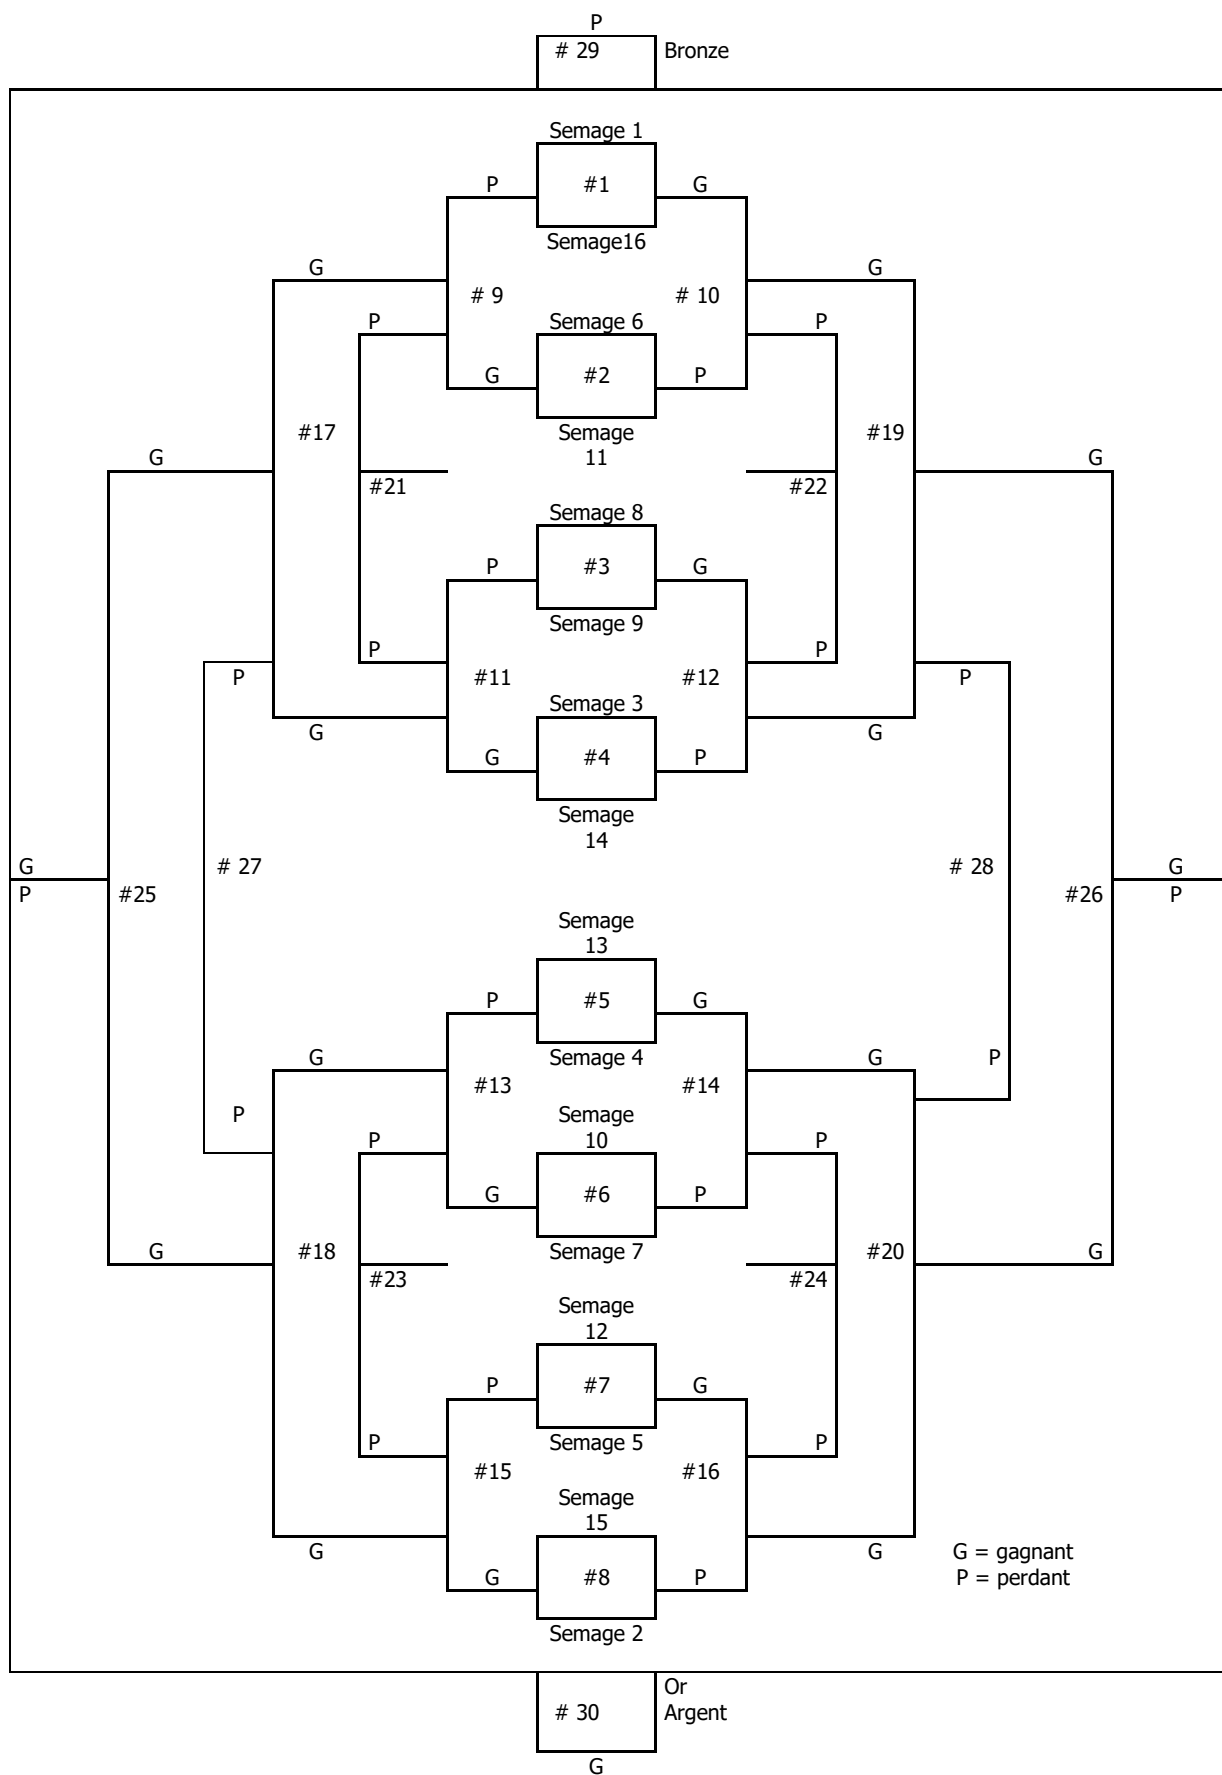 P
# 29 Bronze
Semage 1
P #1 G
Semage16
G G
# 9 # 10
P Semage 6 P
G #2 P
Semage
11
#17 #19
G G
#21 #22
Semage 8
P #3 G
Semage 9
P P
P #11 #12 P
Semage 3
G G
G #4 P
Semage
14
G # 27 # 28 G
P #25 #26 P
Semage
13
P #5 G
G Semage 4 G P
#13 #14
P Semage
10
P P
G #6 P
G #18 Semage 7 #20 G
#23 #24
Semage
12
P #7 G
P Semage 5 P
#15 #16
Semage
15
G G
G = gagnant
G #8 P
P = perdant
Semage 2
Or
# 30 Argent
G